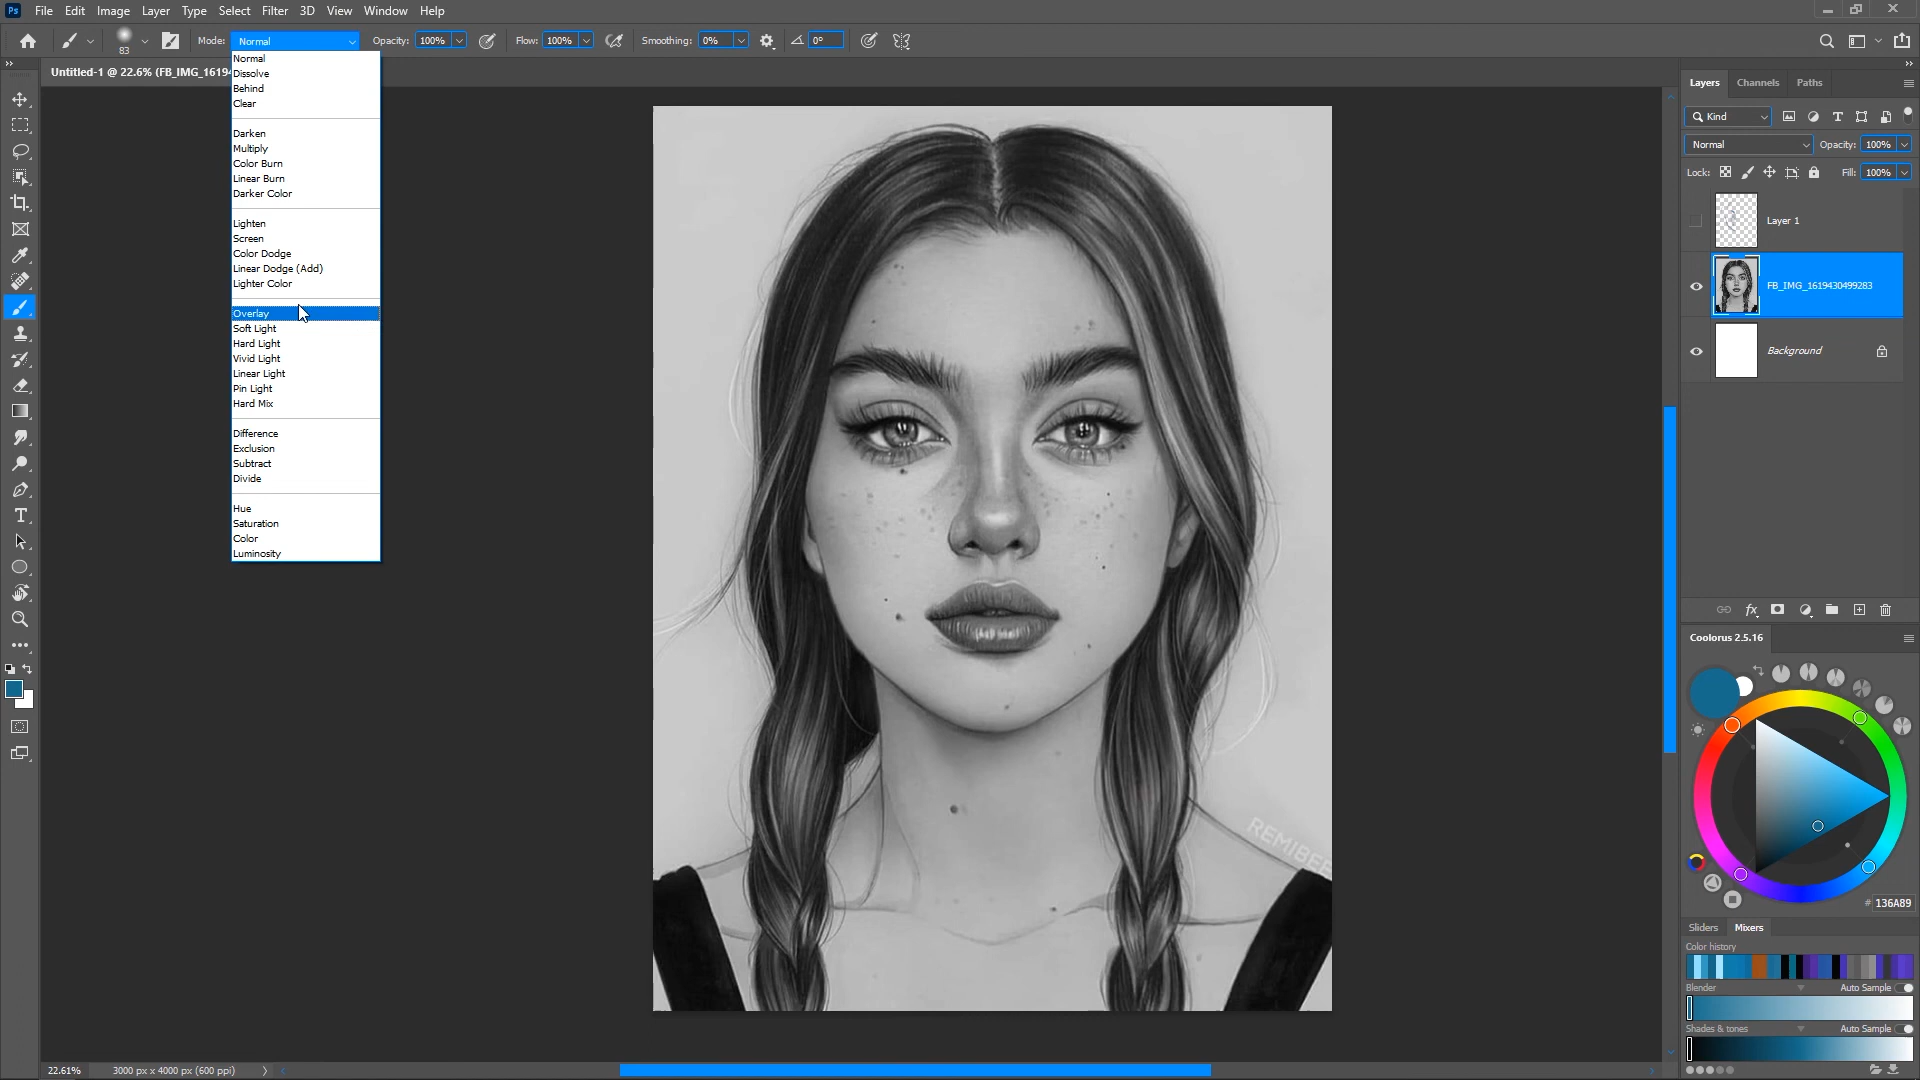 Ps File Edit Image Layer Type Select Filter 3D View Window Help
83 Mode: Normal Opacity: 100% Flow: 100% Smoothing: 0% 0°
Untitled-1 @ 22.6% (FB_IMG_1619
Normal
Dissolve
Behind
Clear
Darken
Multiply
Color Burn
Linear Burn
Darker Color
Lighten
Screen
Color Dodge
Linear Dodge (Add)
Lighter Color
Overlay
Soft Light
Hard Light
Vivid Light
Linear Light
Pin Light
Hard Mix
Difference
Exclusion
Subtract
Divide
Hue
Saturation
Color
Luminosity
REMIBEE
Layers Channels Paths
Kind
Normal Opacity: 100%
Lock: Fill: 100%
Layer 1
FB_IMG_1619430499283
Background
fx
Coolorus 2.5.16
# 136A89
Sliders Mixers
Color history
Blender Auto Sample
Shades & tones Auto Sample
22.61% 3000 px x 4000 px (600 ppi)